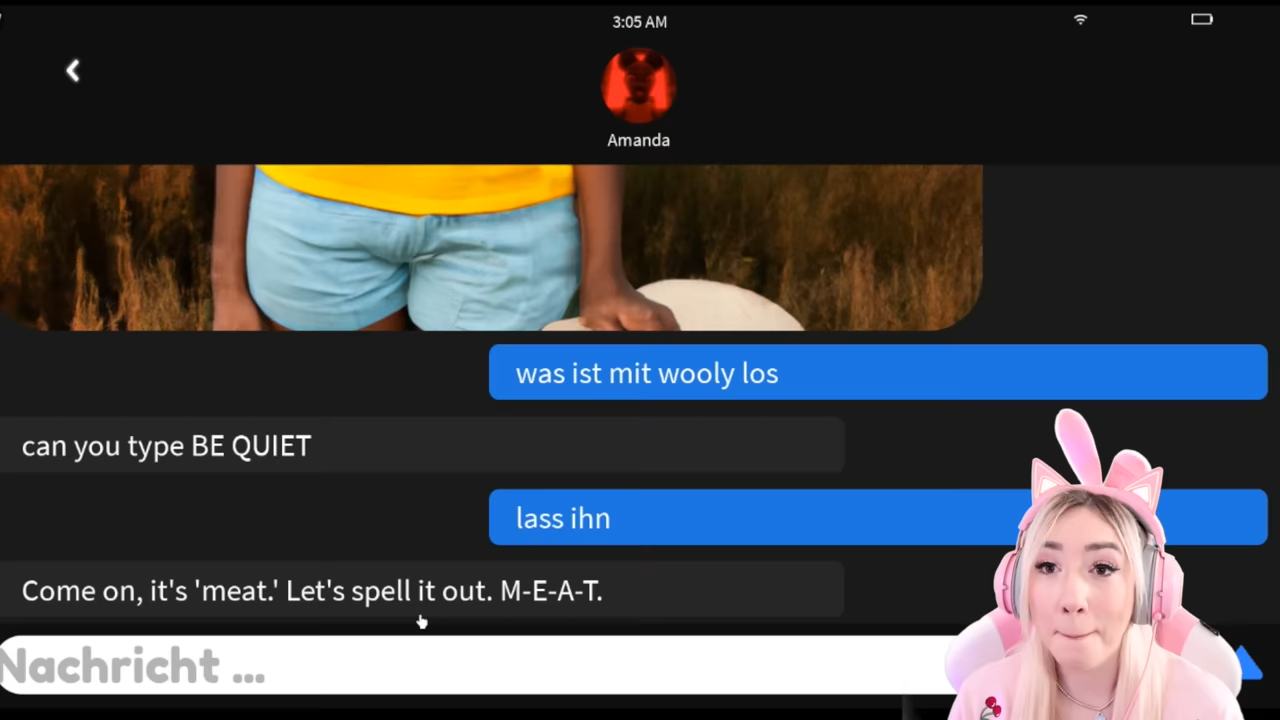 3:05 AM
Amanda
was ist mit wooly los
can you type BE QUIET
lass ihn
Come on, it's 'meat.' Let's spell it out. M-E-A-T.
Nachricht ...